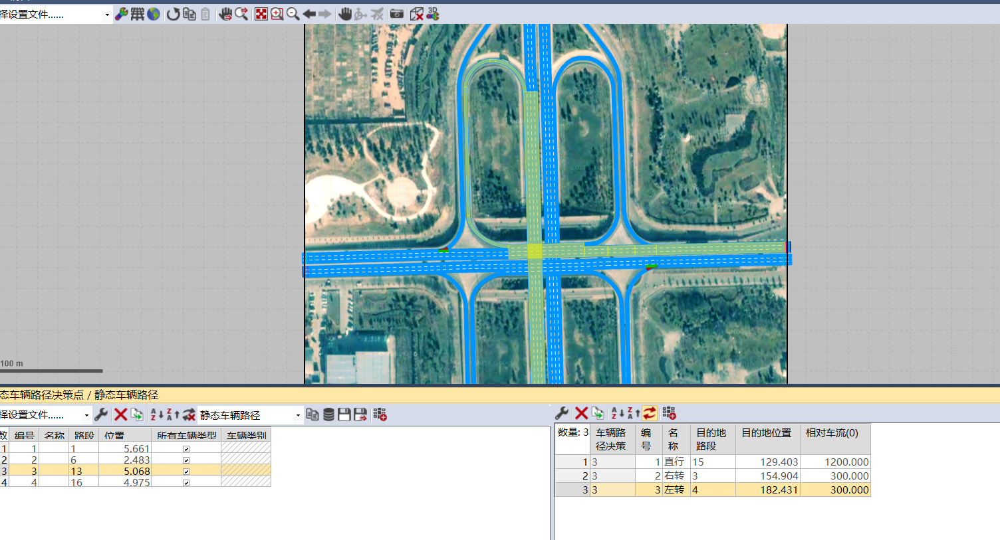 择设置文件......
3D
100 m
态车辆路径决策点 / 静态车辆路径
择设置文件......
静态车辆路径
数 编号 名称 路段 位置 所有车辆类型 车辆类别
1 1 1 5.661
2 2 6 2.483
3 3 13 5.068
4 4 16 4.975
数量: 3 车辆路径决策 编号 名称 目的地路段 目的地位置 相对车流(0)
1 3 1 直行 15 129.403 1200.000
2 3 2 右转 3 154.904 300.000
3 3 3 左转 4 182.431 300.000